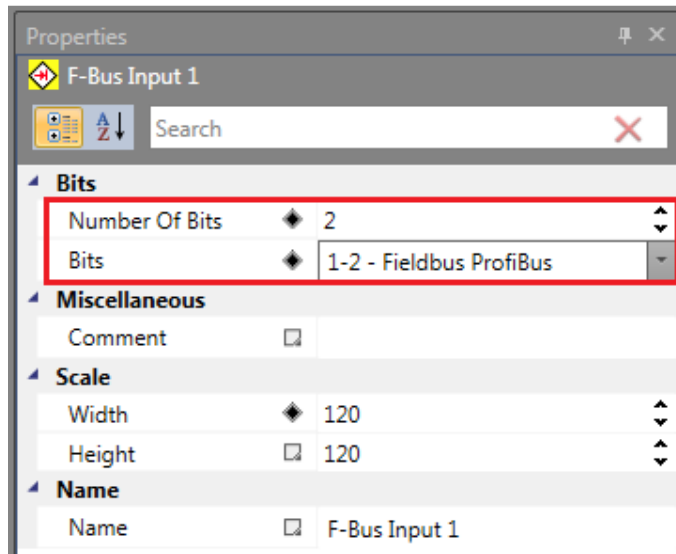 Properties
F-Bus Input 1
A
Z
Search
Bits
Number Of Bits 2
Bits 1-2 - Fieldbus ProfiBus
Miscellaneous
Comment
Scale
Width 120
Height 120
Name
Name F-Bus Input 1